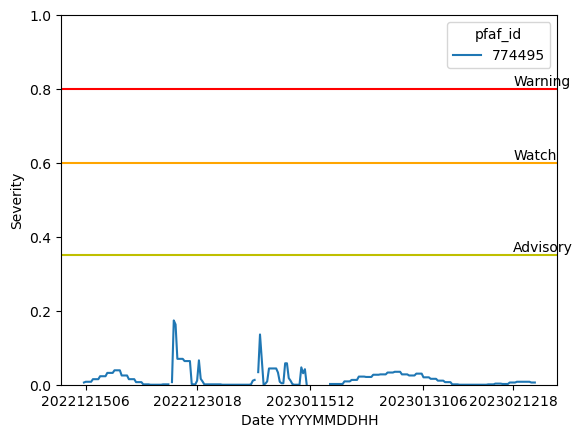 pfaf_id
774495
1.0
0.8
0.6
0.4
0.2
0.0
Severity
Warning
Watch
Advisory
2022121506 2022123018 2023011512 2023013106 2023021218
Date YYYYMMDDHH